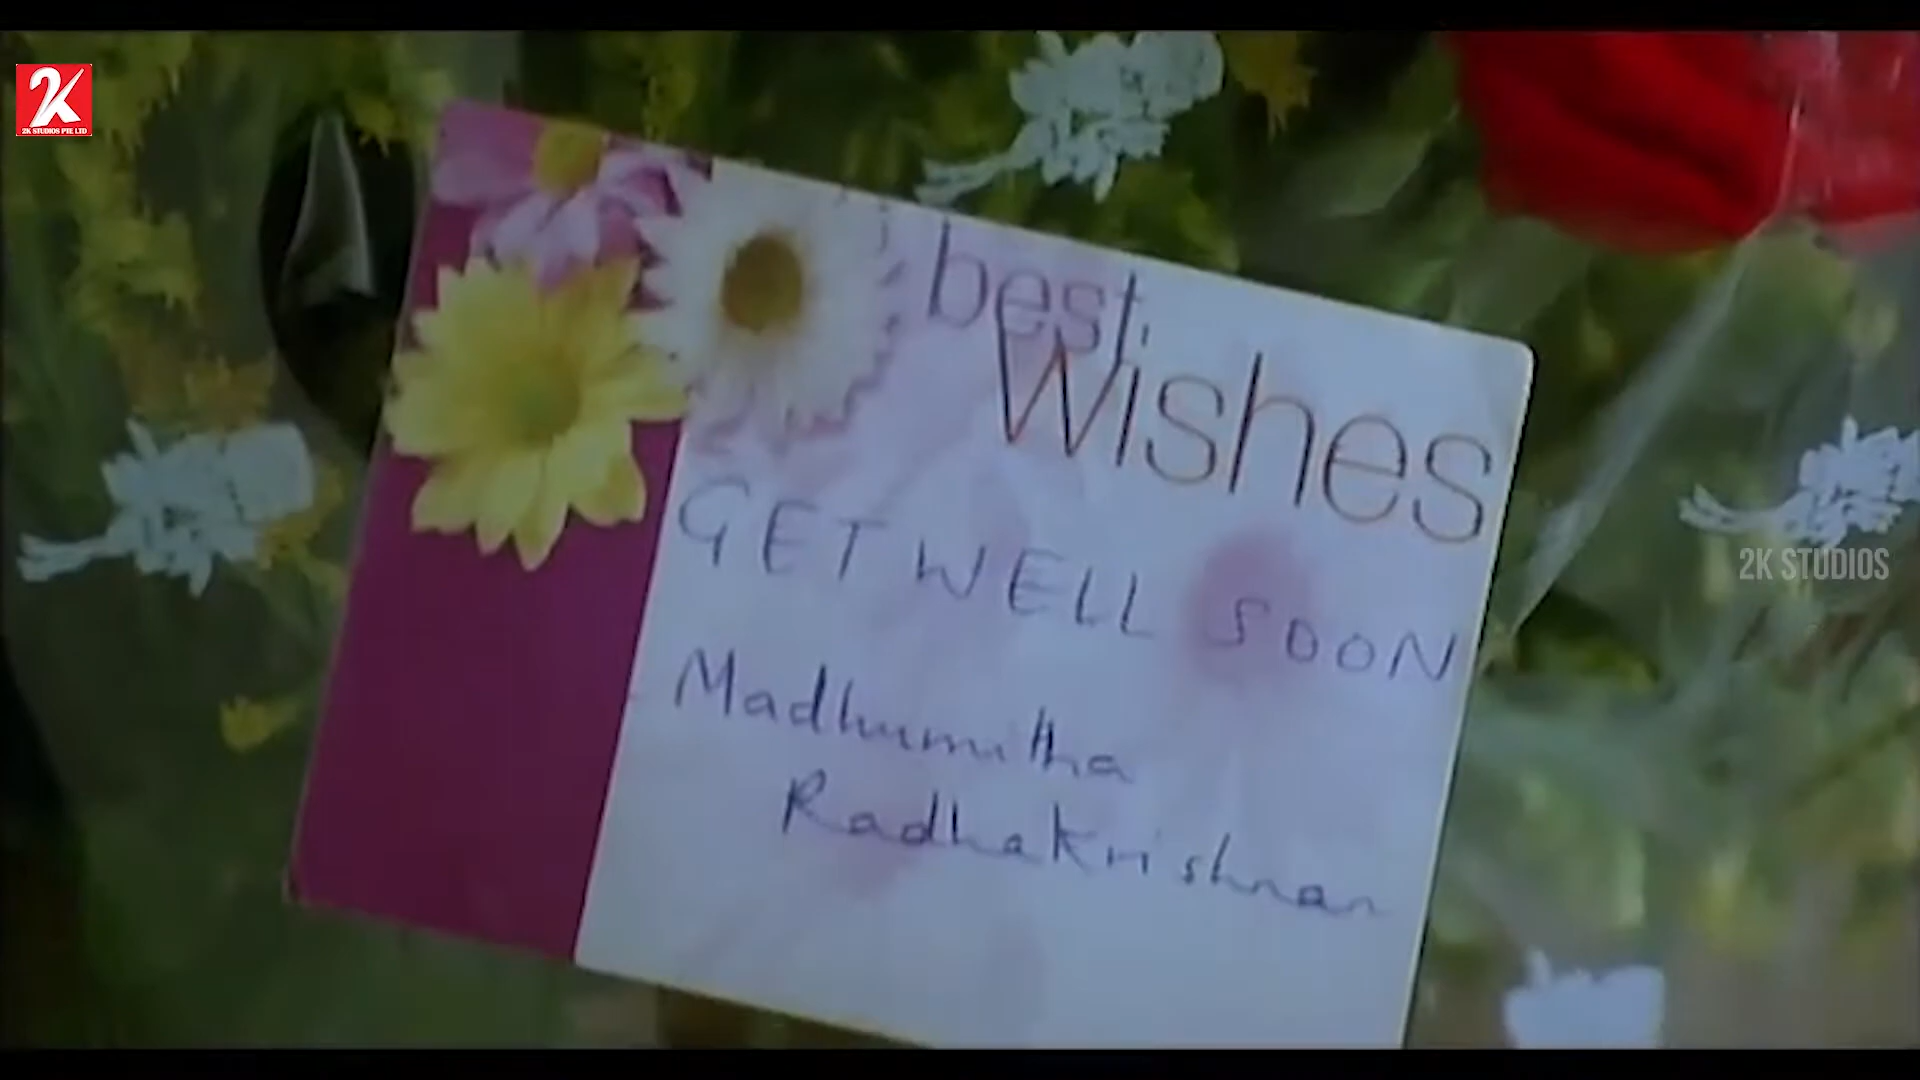 2K
2K STUDIOS PTE LTD
best
wishes
GET WELL SOON
Madhumitha
Radhakrishnan
2K STUDIOS